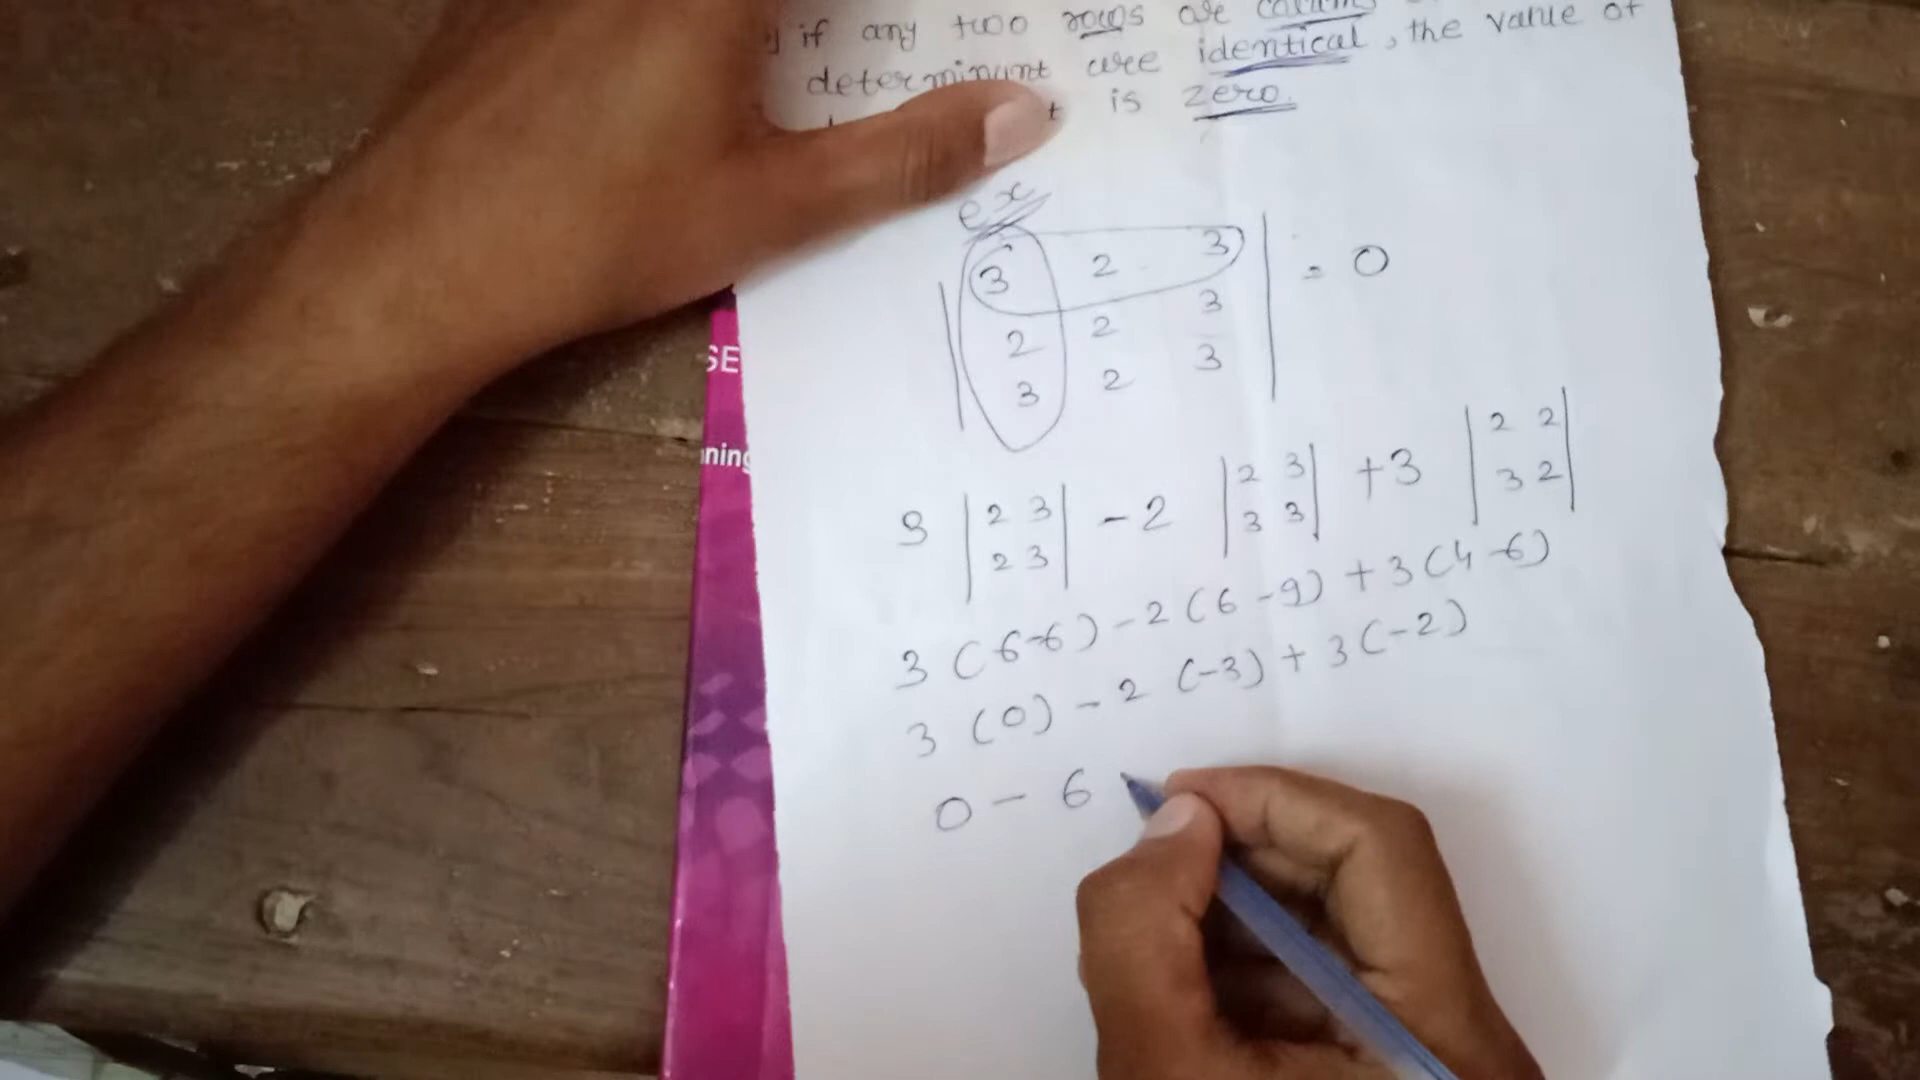 if any two rows are
determinant are identical, the value of
is zero.
ex
3 2 3
2 2 3 = 0
3 2 3
3 |2 3| - 2 |2 3| + 3 |2 2|
|2 3| |3 3| |3 2|
3 (6-6) - 2 (6-9) + 3 (4-6)
3 (0) - 2 (-3) + 3 (-2)
0 - 6
SE
ning